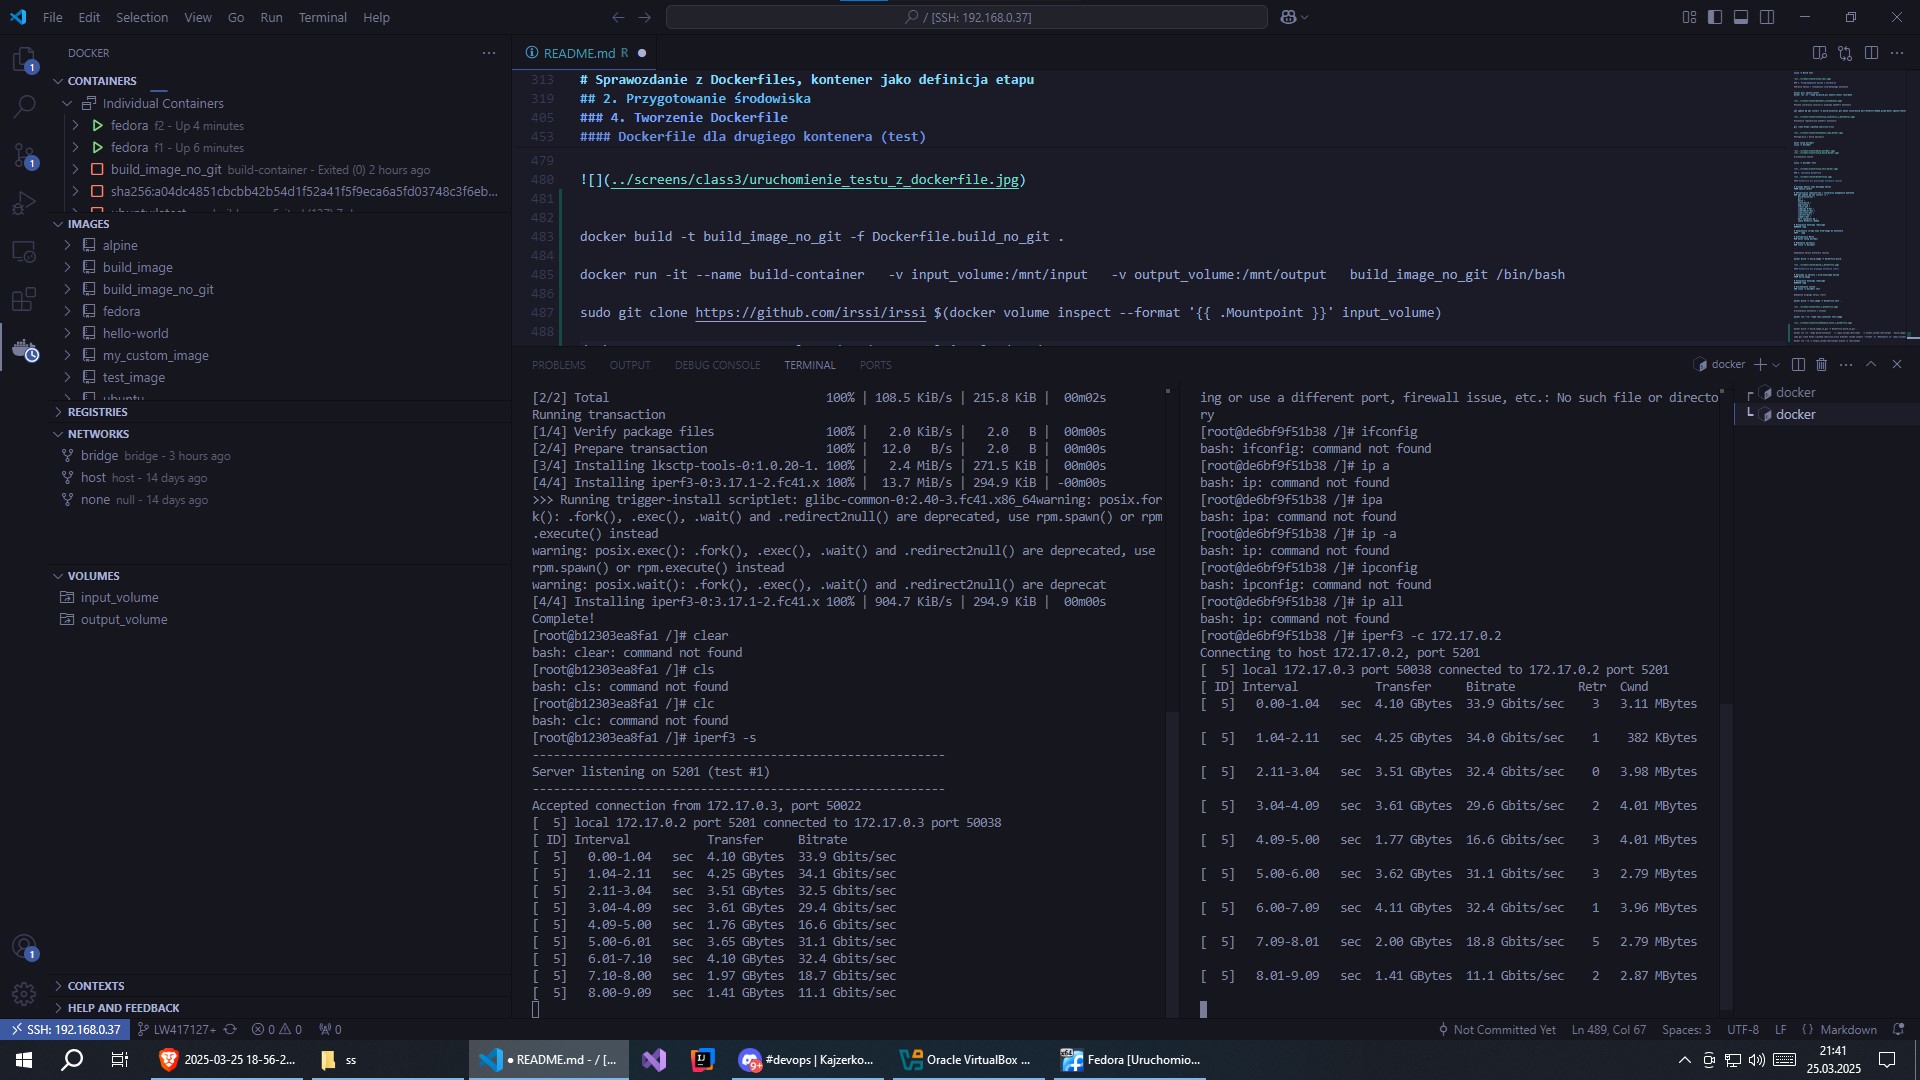 File Edit Selection View Go Run Terminal Help
/ [SSH: 192.168.0.37]
DOCKER
CONTAINERS
Individual Containers
fedora f2 - Up 4 minutes
fedora f1 - Up 6 minutes
build_image_no_git build-container - Exited (0) 2 hours ago
sha256:a04dc4851cbcbb42b54d1f52a41f5f9eca6a5fd03748c3f6eb...
IMAGES
alpine
build_image
build_image_no_git
fedora
hello-world
my_custom_image
test_image
ubuntu
REGISTRIES
NETWORKS
bridge bridge - 3 hours ago
host host - 14 days ago
none null - 14 days ago
VOLUMES
input_volume
output_volume
CONTEXTS
HELP AND FEEDBACK
README.md R
313 # Sprawozdanie z Dockerfiles, kontener jako definicja etapu
319 ## 2. Przygotowanie środowiska
405 ### 4. Tworzenie Dockerfile
453 #### Dockerfile dla drugiego kontenera (test)
479
480 ![](../screens/class3/uruchomienie_testu_z_dockerfile.jpg)
481
482
483 docker build -t build_image_no_git -f Dockerfile.build_no_git .
484
485 docker run -it --name build-container   -v input_volume:/mnt/input   -v output_volume:/mnt/output   build_image_no_git /bin/bash
486
487 sudo git clone https://github.com/irssi/irssi $(docker volume inspect --format '{{ .Mountpoint }}' input_volume)
488
PROBLEMS OUTPUT DEBUG CONSOLE TERMINAL PORTS
docker
[2/2] Total 100% | 108.5 KiB/s | 215.8 KiB | 00m02s
Running transaction
[1/4] Verify package files 100% | 2.0 KiB/s | 2.0 B | 00m00s
[2/4] Prepare transaction 100% | 12.0 B/s | 2.0 B | 00m00s
[3/4] Installing lksctp-tools-0:1.0.20-1. 100% | 2.4 MiB/s | 271.5 KiB | 00m00s
[4/4] Installing iperf3-0:3.17.1-2.fc41.x 100% | 13.7 MiB/s | 294.9 KiB | -00m00s
>>> Running trigger-install scriptlet: glibc-common-0:2.40-3.fc41.x86_64warning: posix.for
k(): .fork(), .exec(), .wait() and .redirect2null() are deprecated, use rpm.spawn() or rpm
.execute() instead
warning: posix.exec(): .fork(), .exec(), .wait() and .redirect2null() are deprecated, use
rpm.spawn() or rpm.execute() instead
warning: posix.wait(): .fork(), .exec(), .wait() and .redirect2null() are deprecat
[4/4] Installing iperf3-0:3.17.1-2.fc41.x 100% | 904.7 KiB/s | 294.9 KiB | 00m00s
Complete!
[root@b12303ea8fa1 /]# clear
bash: clear: command not found
[root@b12303ea8fa1 /]# cls
bash: cls: command not found
[root@b12303ea8fa1 /]# clc
bash: clc: command not found
[root@b12303ea8fa1 /]# iperf3 -s
-----------------------------------------------------------
Server listening on 5201 (test #1)
-----------------------------------------------------------
Accepted connection from 172.17.0.3, port 50022
[ 5] local 172.17.0.2 port 5201 connected to 172.17.0.3 port 50038
[ ID] Interval Transfer Bitrate
[ 5] 0.00-1.04 sec 4.10 GBytes 33.9 Gbits/sec
[ 5] 1.04-2.11 sec 4.25 GBytes 34.1 Gbits/sec
[ 5] 2.11-3.04 sec 3.51 GBytes 32.5 Gbits/sec
[ 5] 3.04-4.09 sec 3.61 GBytes 29.4 Gbits/sec
[ 5] 4.09-5.00 sec 1.76 GBytes 16.6 Gbits/sec
[ 5] 5.00-6.01 sec 3.65 GBytes 31.1 Gbits/sec
[ 5] 6.01-7.10 sec 4.10 GBytes 32.4 Gbits/sec
[ 5] 7.10-8.00 sec 1.97 GBytes 18.7 Gbits/sec
[ 5] 8.00-9.09 sec 1.41 GBytes 11.1 Gbits/sec
ing or use a different port, firewall issue, etc.: No such file or directo
ry
[root@de6bf9f51b38 /]# ifconfig
bash: ifconfig: command not found
[root@de6bf9f51b38 /]# ip a
bash: ip: command not found
[root@de6bf9f51b38 /]# ipa
bash: ipa: command not found
[root@de6bf9f51b38 /]# ip -a
bash: ip: command not found
[root@de6bf9f51b38 /]# ipconfig
bash: ipconfig: command not found
[root@de6bf9f51b38 /]# ip all
bash: ip: command not found
[root@de6bf9f51b38 /]# iperf3 -c 172.17.0.2
Connecting to host 172.17.0.2, port 5201
[ 5] local 172.17.0.3 port 50038 connected to 172.17.0.2 port 5201
[ ID] Interval Transfer Bitrate Retr Cwnd
[ 5] 0.00-1.04 sec 4.10 GBytes 33.9 Gbits/sec 3 3.11 MBytes
[ 5] 1.04-2.11 sec 4.25 GBytes 34.0 Gbits/sec 1 382 KBytes
[ 5] 2.11-3.04 sec 3.51 GBytes 32.4 Gbits/sec 0 3.98 MBytes
[ 5] 3.04-4.09 sec 3.61 GBytes 29.6 Gbits/sec 2 4.01 MBytes
[ 5] 4.09-5.00 sec 1.77 GBytes 16.6 Gbits/sec 3 4.01 MBytes
[ 5] 5.00-6.00 sec 3.62 GBytes 31.1 Gbits/sec 3 2.79 MBytes
[ 5] 6.00-7.09 sec 4.11 GBytes 32.4 Gbits/sec 1 3.96 MBytes
[ 5] 7.09-8.01 sec 2.00 GBytes 18.8 Gbits/sec 5 2.79 MBytes
[ 5] 8.01-9.09 sec 1.41 GBytes 11.1 Gbits/sec 2 2.87 MBytes
docker
docker
SSH: 192.168.0.37 LW417127+ 0 0 0 Not Committed Yet Ln 489, Col 67 Spaces: 3 UTF-8 LF Markdown
2025-03-25 18-56-2... ss ● README.md - / [... #devops | Kajzerko... Oracle VirtualBox ... Fedora [Uruchomio... 21:41
25.03.2025